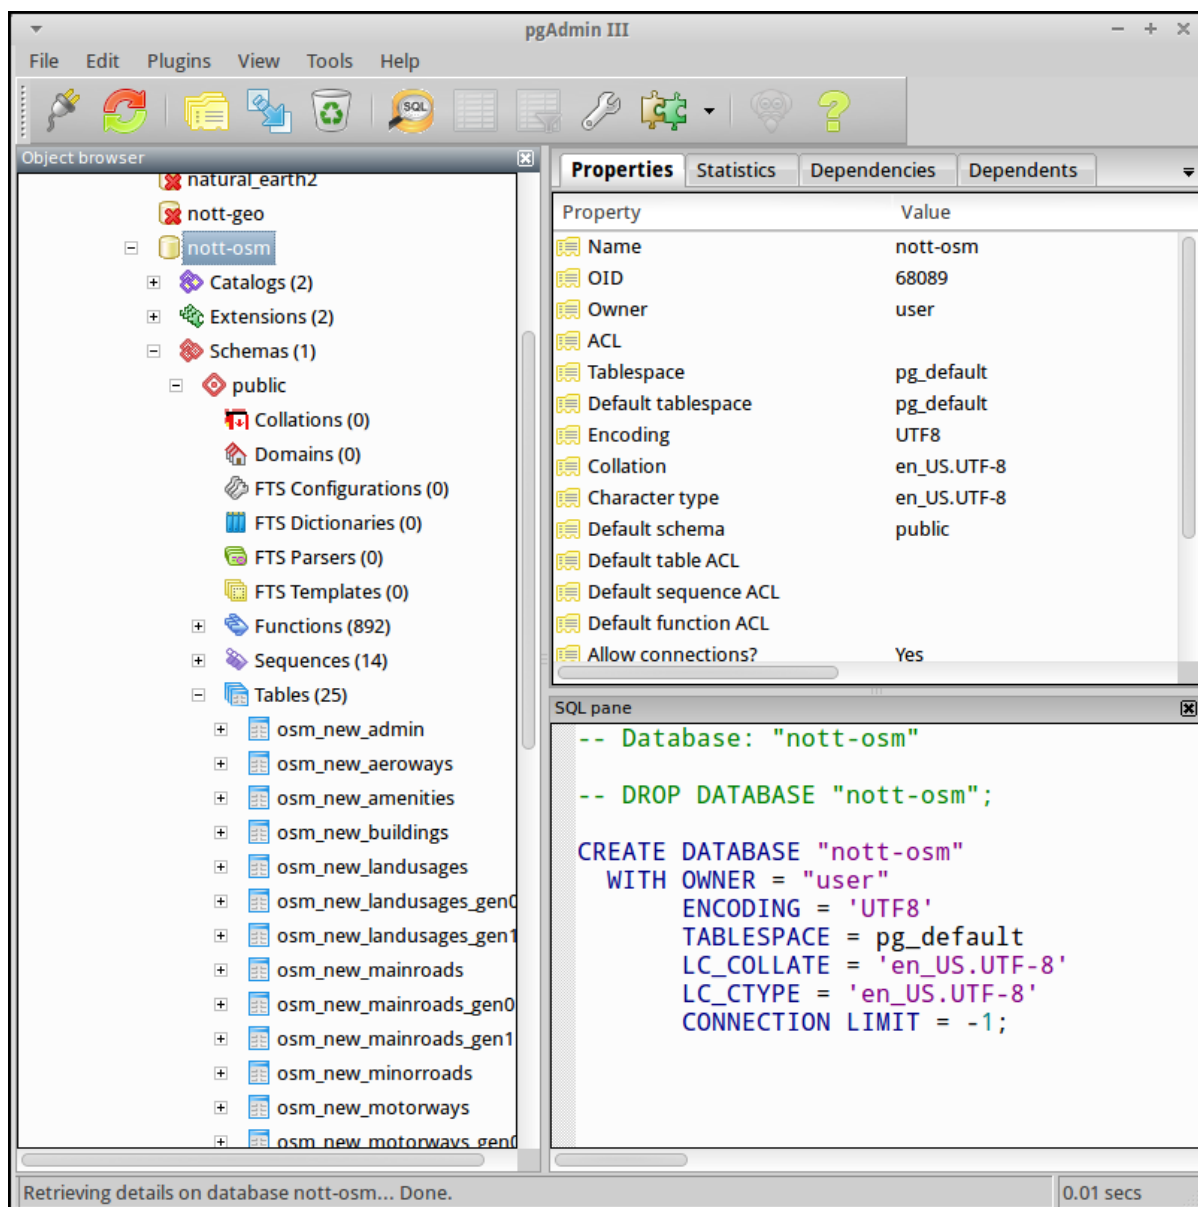 pgAdmin III
File Edit Plugins View Tools Help
SQL
Object browser
natural_earth2
nott-geo
nott-osm
Catalogs (2)
Extensions (2)
Schemas (1)
public
Collations (0)
Domains (0)
FTS Configurations (0)
FTS Dictionaries (0)
FTS Parsers (0)
FTS Templates (0)
Functions (892)
Sequences (14)
Tables (25)
osm_new_admin
osm_new_aeroways
osm_new_amenities
osm_new_buildings
osm_new_landusages
osm_new_landusages_gen0
osm_new_landusages_gen1
osm_new_mainroads
osm_new_mainroads_gen0
osm_new_mainroads_gen1
osm_new_minorroads
osm_new_motorways
osm_new_motorways_gen0
Properties Statistics Dependencies Dependents
Property Value
Name nott-osm
OID 68089
Owner user
ACL
Tablespace pg_default
Default tablespace pg_default
Encoding UTF8
Collation en_US.UTF-8
Character type en_US.UTF-8
Default schema public
Default table ACL
Default sequence ACL
Default function ACL
Allow connections? Yes
SQL pane
-- Database: "nott-osm"
-- DROP DATABASE "nott-osm";
CREATE DATABASE "nott-osm"
WITH OWNER = "user"
ENCODING = 'UTF8'
TABLESPACE = pg_default
LC_COLLATE = 'en_US.UTF-8'
LC_CTYPE = 'en_US.UTF-8'
CONNECTION LIMIT = -1;
Retrieving details on database nott-osm... Done.
0.01 secs